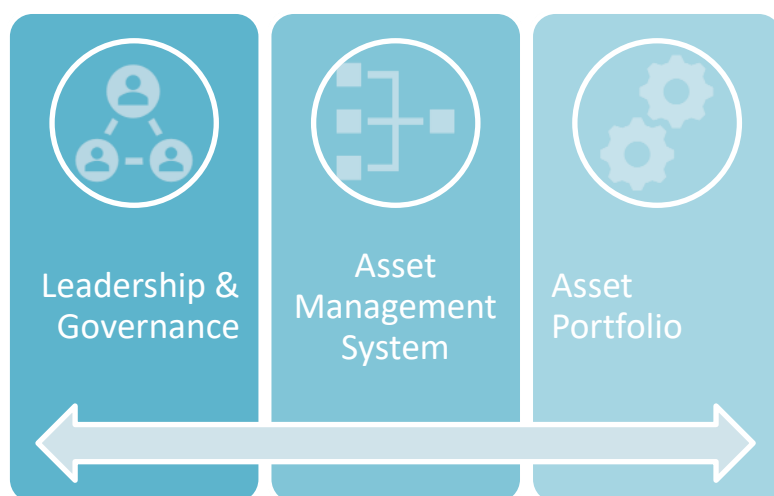 Leadership &
Governance
Asset
Management
System
Asset
Portfolio